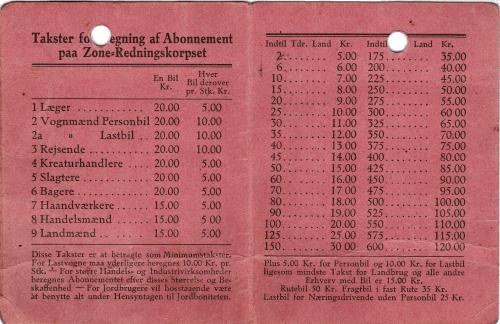 Takster for Beregning af Abonnement
paa Zone-Redningskorpset
En Bil Kr. Hver Bil derover pr. Stk. Kr.
1 Læger 20.00 5.00
2 Vognmænd Personbil 20.00 10.00
2a " Lastbil 20.00 10.00
3 Rejsende 20.00 5.00
4 Kreaturhandlere 20.00 5.00
5 Slagtere 20.00 5.00
6 Bagere 20.00 5.00
7 Haandværkere 15.00 5.00
8 Handelsmænd 15.00 5.00
9 Landmænd 15.00 5.00
Disse Takster er at betragte som Minimumstakster.
For Lastvogne maa yderligere beregnes 10.00 Kr. pr.
Stk. — For større Handels- og Industrivirksomheder
beregnes Abonnementet efter disses Størrelse og Be-
skaffenhed — For Jordbrugere vil hosstaaende være
at benytte alt under Hensyntagen til Jordboniteten.
Indtil Tdr. Land Kr. Indtil Land Kr.
2 5.00 175 35.00
6 6.00 200 40.00
10 7.00 225 45.00
15 8.00 250 50.00
20 9.00 275 55.00
25 10.00 300 60.00
30 11.00 325 65.00
35 12.00 350 70.00
40 13.00 375 75.00
45 14.00 400 80.00
50 15.00 425 85.00
60 16.00 450 90.00
70 17.00 475 95.00
80 18.00 500 100.00
90 19.00 525 105.00
100 20.00 550 110.00
125 25.00 575 115.00
150 30.00 600 120.00
Plus 5.00 Kr. for Personbil og 10.00 Kr. for Lastbil
ligesom mindste Takst for Landbrug og alle andre
Erhverv med Bil er 15.00 Kr.
Rutebil 50 Kr. Fragtbil i fast Rute 35 Kr.
Lastbil for Næringsdrivende uden Personbil 25 Kr.